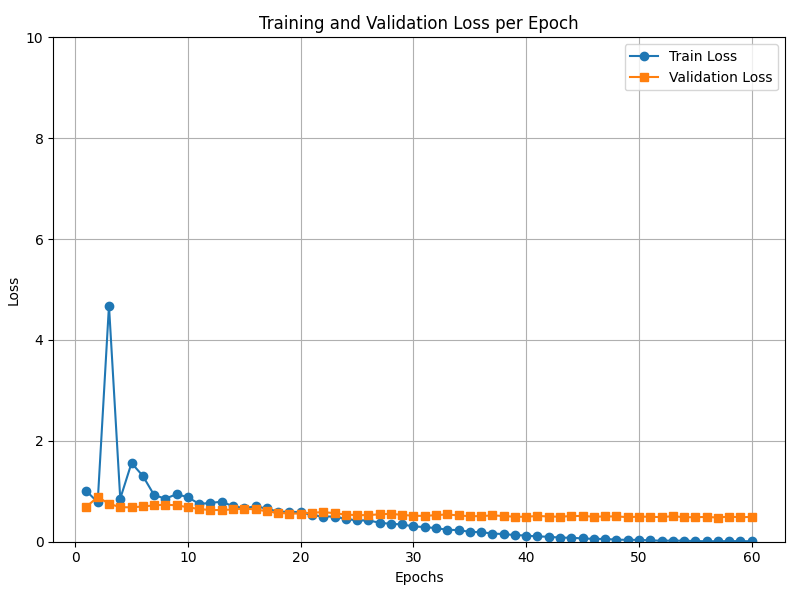 Training and Validation Loss per Epoch
Train Loss
Validation Loss
10
8
6
4
2
0
Loss
0 10 20 30 40 50 60
Epochs